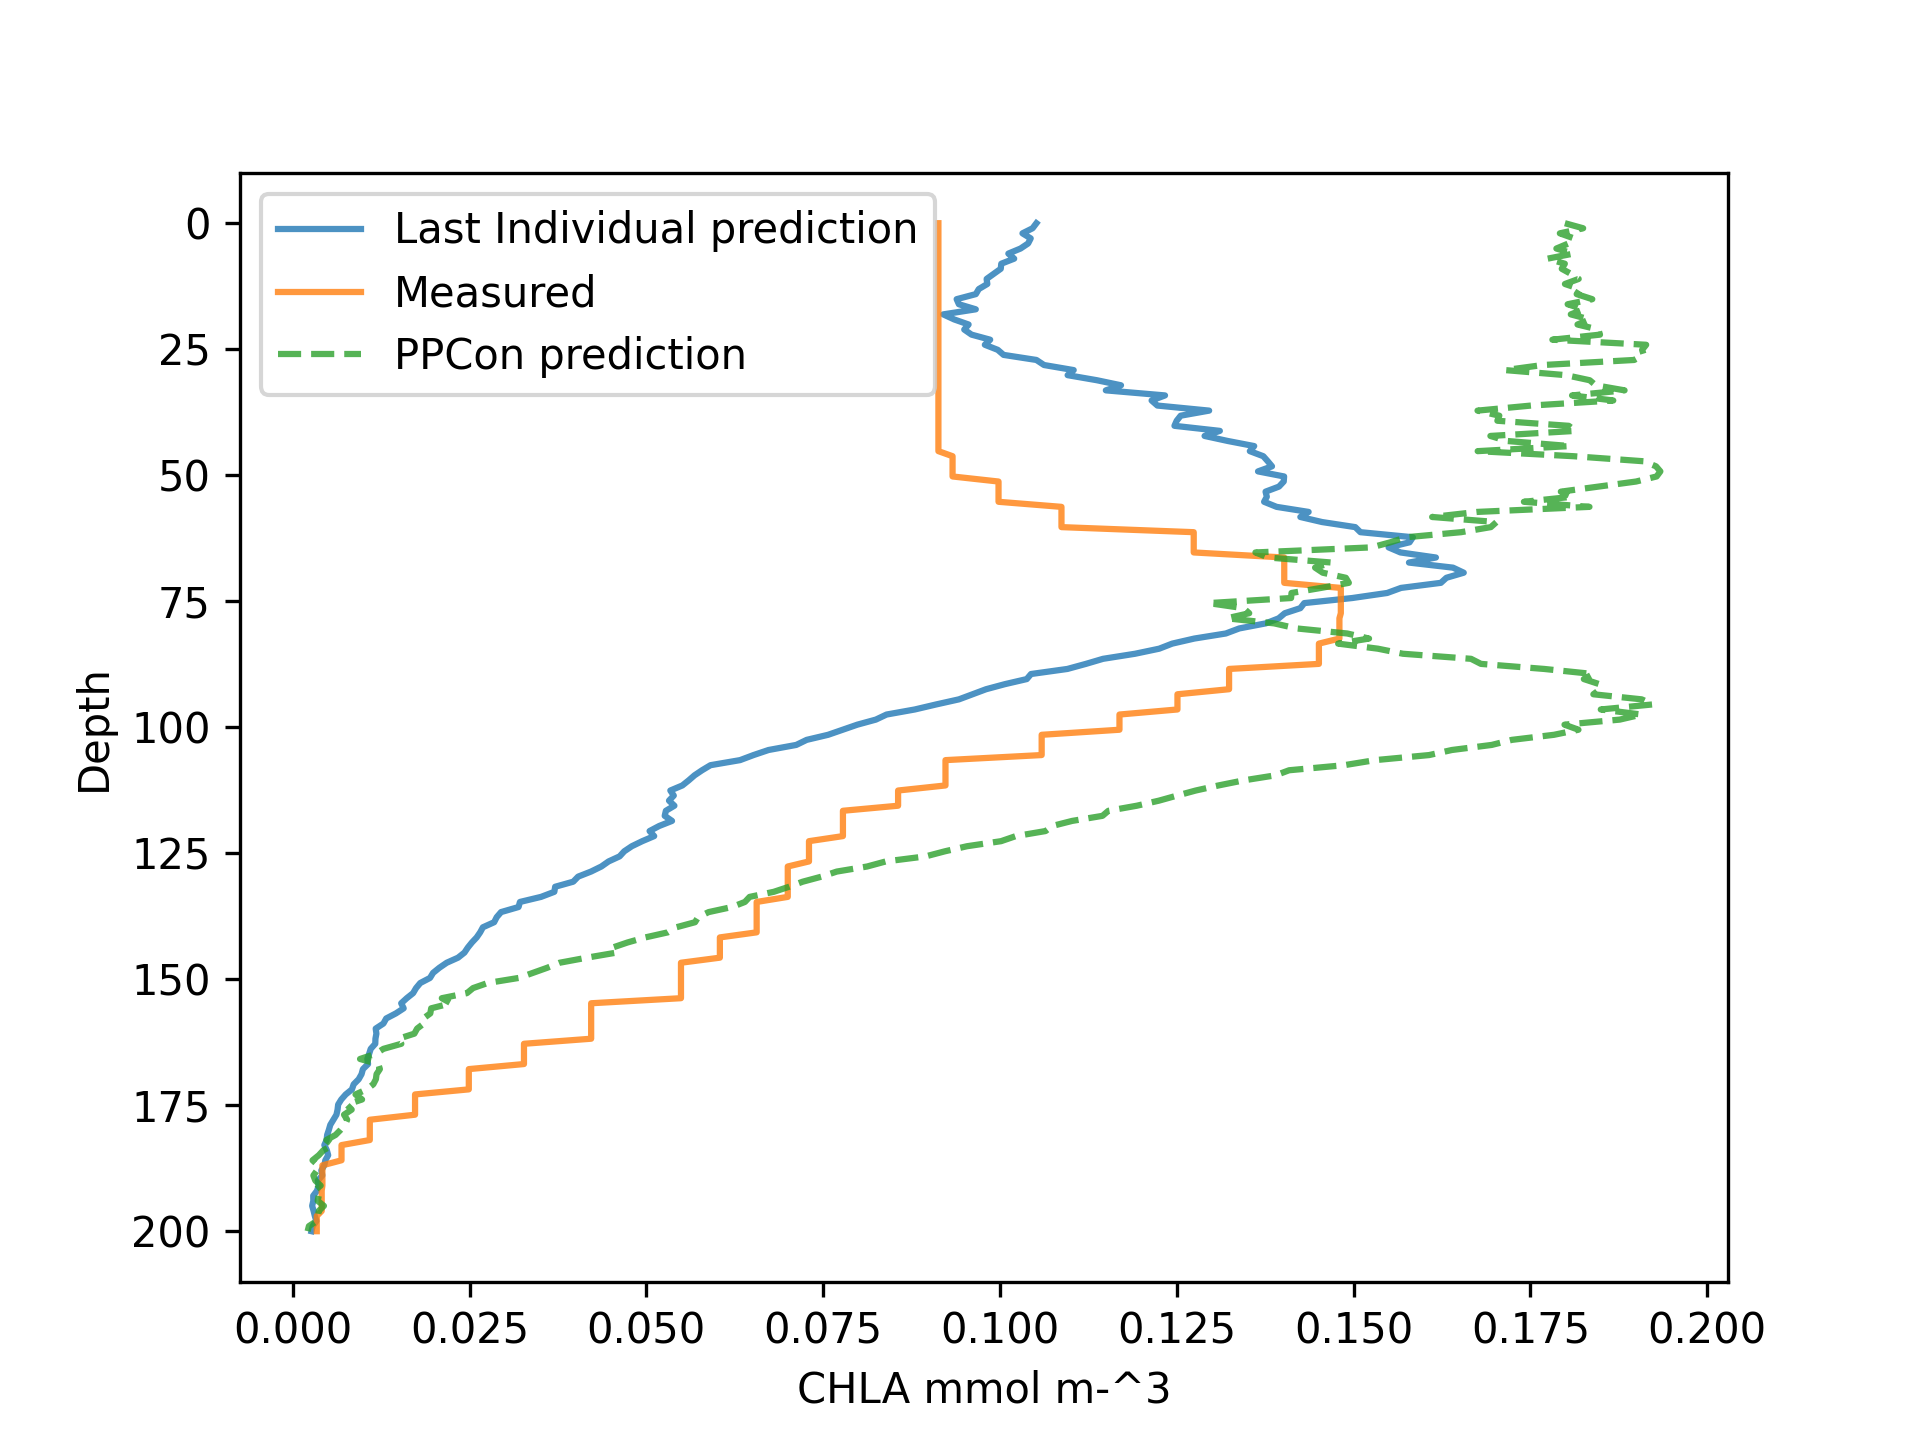 Last Individual prediction
Measured
PPCon prediction
0
25
50
75
100
125
150
175
200
Depth
0.000 0.025 0.050 0.075 0.100 0.125 0.150 0.175 0.200
CHLA mmol m-^3